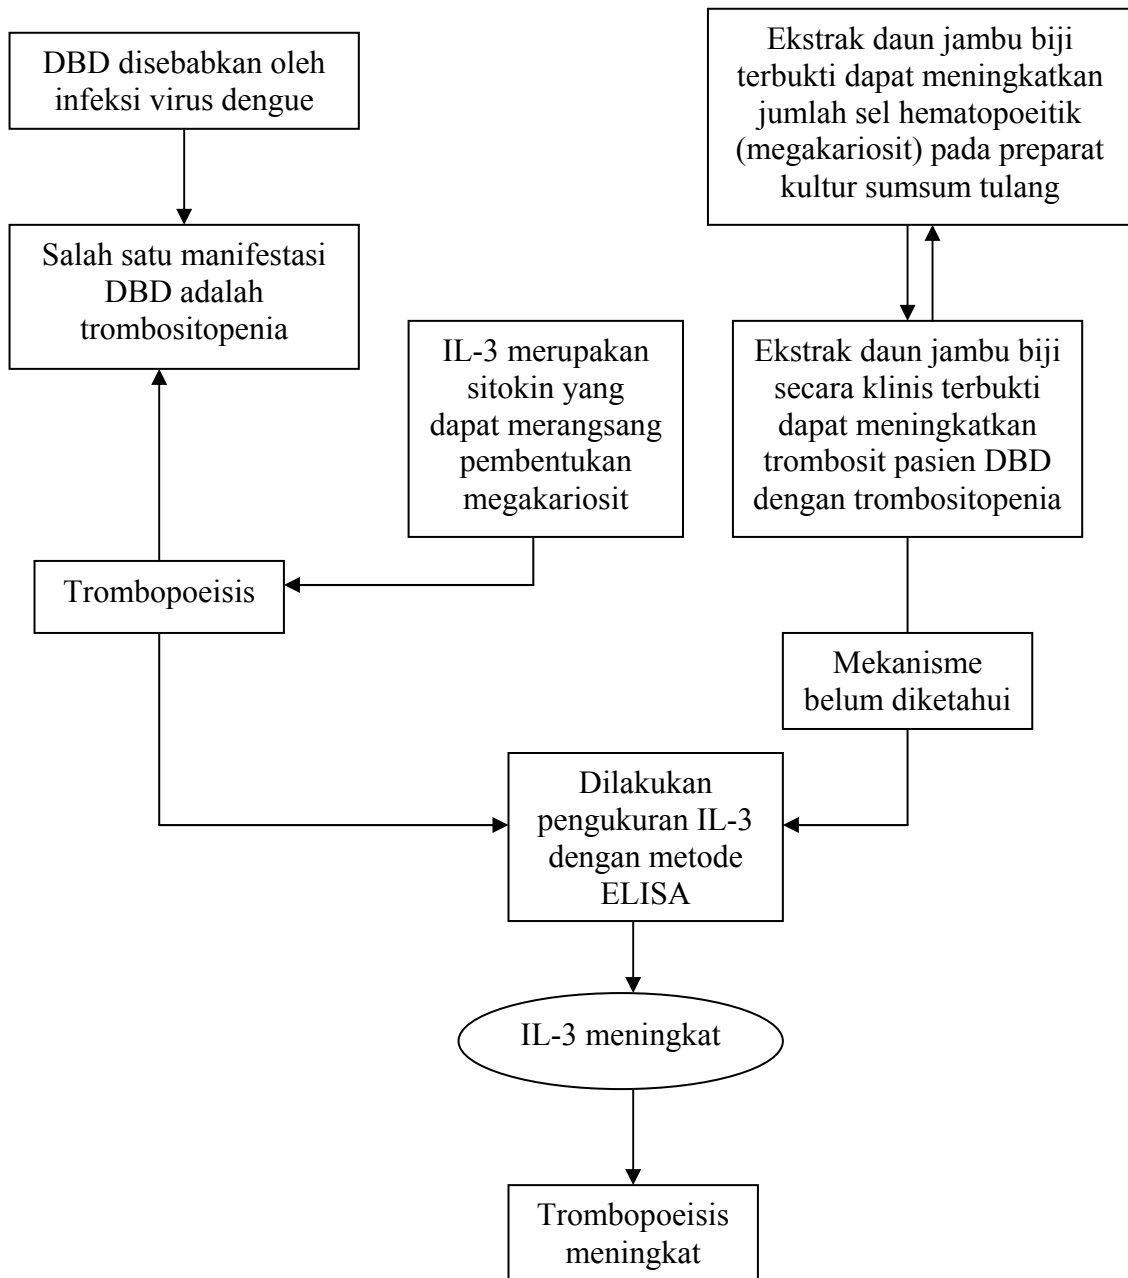 DBD disebabkan oleh
infeksi virus dengue
Ekstrak daun jambu biji
terbukti dapat meningkatkan
jumlah sel hematopoeitik
(megakariosit) pada preparat
kultur sumsum tulang
Salah satu manifestasi
DBD adalah
trombositopenia
IL-3 merupakan
sitokin yang
dapat merangsang
pembentukan
megakariosit
Ekstrak daun jambu biji
secara klinis terbukti
dapat meningkatkan
trombosit pasien DBD
dengan trombositopenia
Trombopoeisis
Mekanisme
belum diketahui
Dilakukan
pengukuran IL-3
dengan metode
ELISA
IL-3 meningkat
Trombopoeisis
meningkat